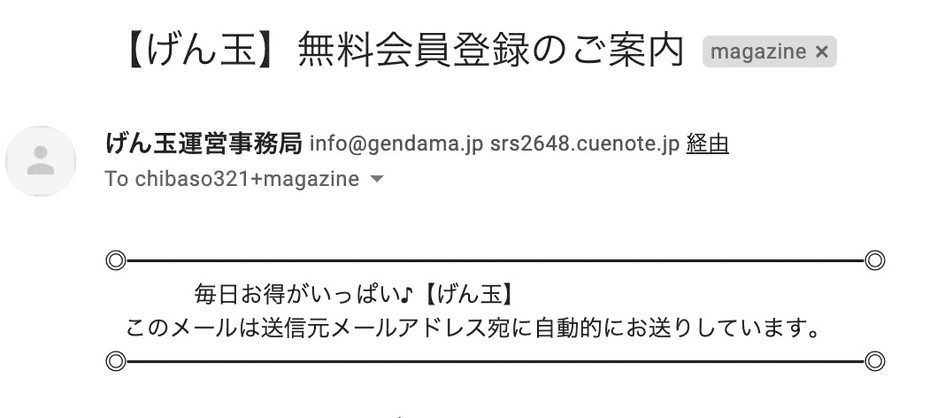 【げん玉】無料会員登録のご案内 magazine ×
げん玉運営事務局 info@gendama.jp srs2648.cuenote.jp 経由
To chibaso321+magazine
◎━━━━━━━━━━━━━━━━━━━━━━━━━━━━━━━━━◎
毎日お得がいっぱい♪【げん玉】
このメールは送信元メールアドレス宛に自動的にお送りしています。
◎━━━━━━━━━━━━━━━━━━━━━━━━━━━━━━━━━◎